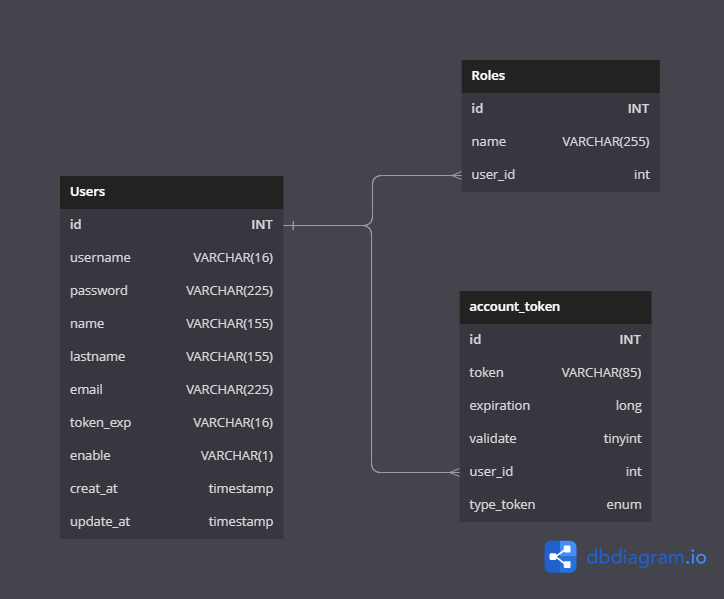 Roles
id INT
name VARCHAR(255)
user_id int
Users
id INT
username VARCHAR(16)
password VARCHAR(225)
name VARCHAR(155)
lastname VARCHAR(155)
email VARCHAR(225)
token_exp VARCHAR(16)
enable VARCHAR(1)
creat_at timestamp
update_at timestamp
account_token
id INT
token VARCHAR(85)
expiration long
validate tinyint
user_id int
type_token enum
dbdiagram.io